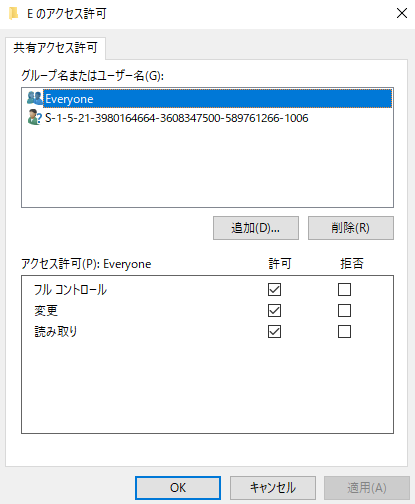 E のアクセス許可
共有アクセス許可
グループ名またはユーザー名(G):
Everyone
S-1-5-21-3980164664-3608347500-589761266-1006
追加(D)... 削除(R)
アクセス許可(P): Everyone 許可 拒否
フル コントロール
変更
読み取り
OK キャンセル 適用(A)